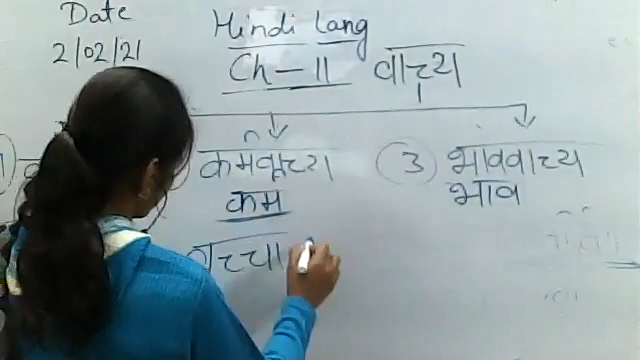 Date
2/02/21
Hindi Lang
Ch-11 वाच्य
कर्मवाच्य
कर्म
3 भाववाच्य
भाव